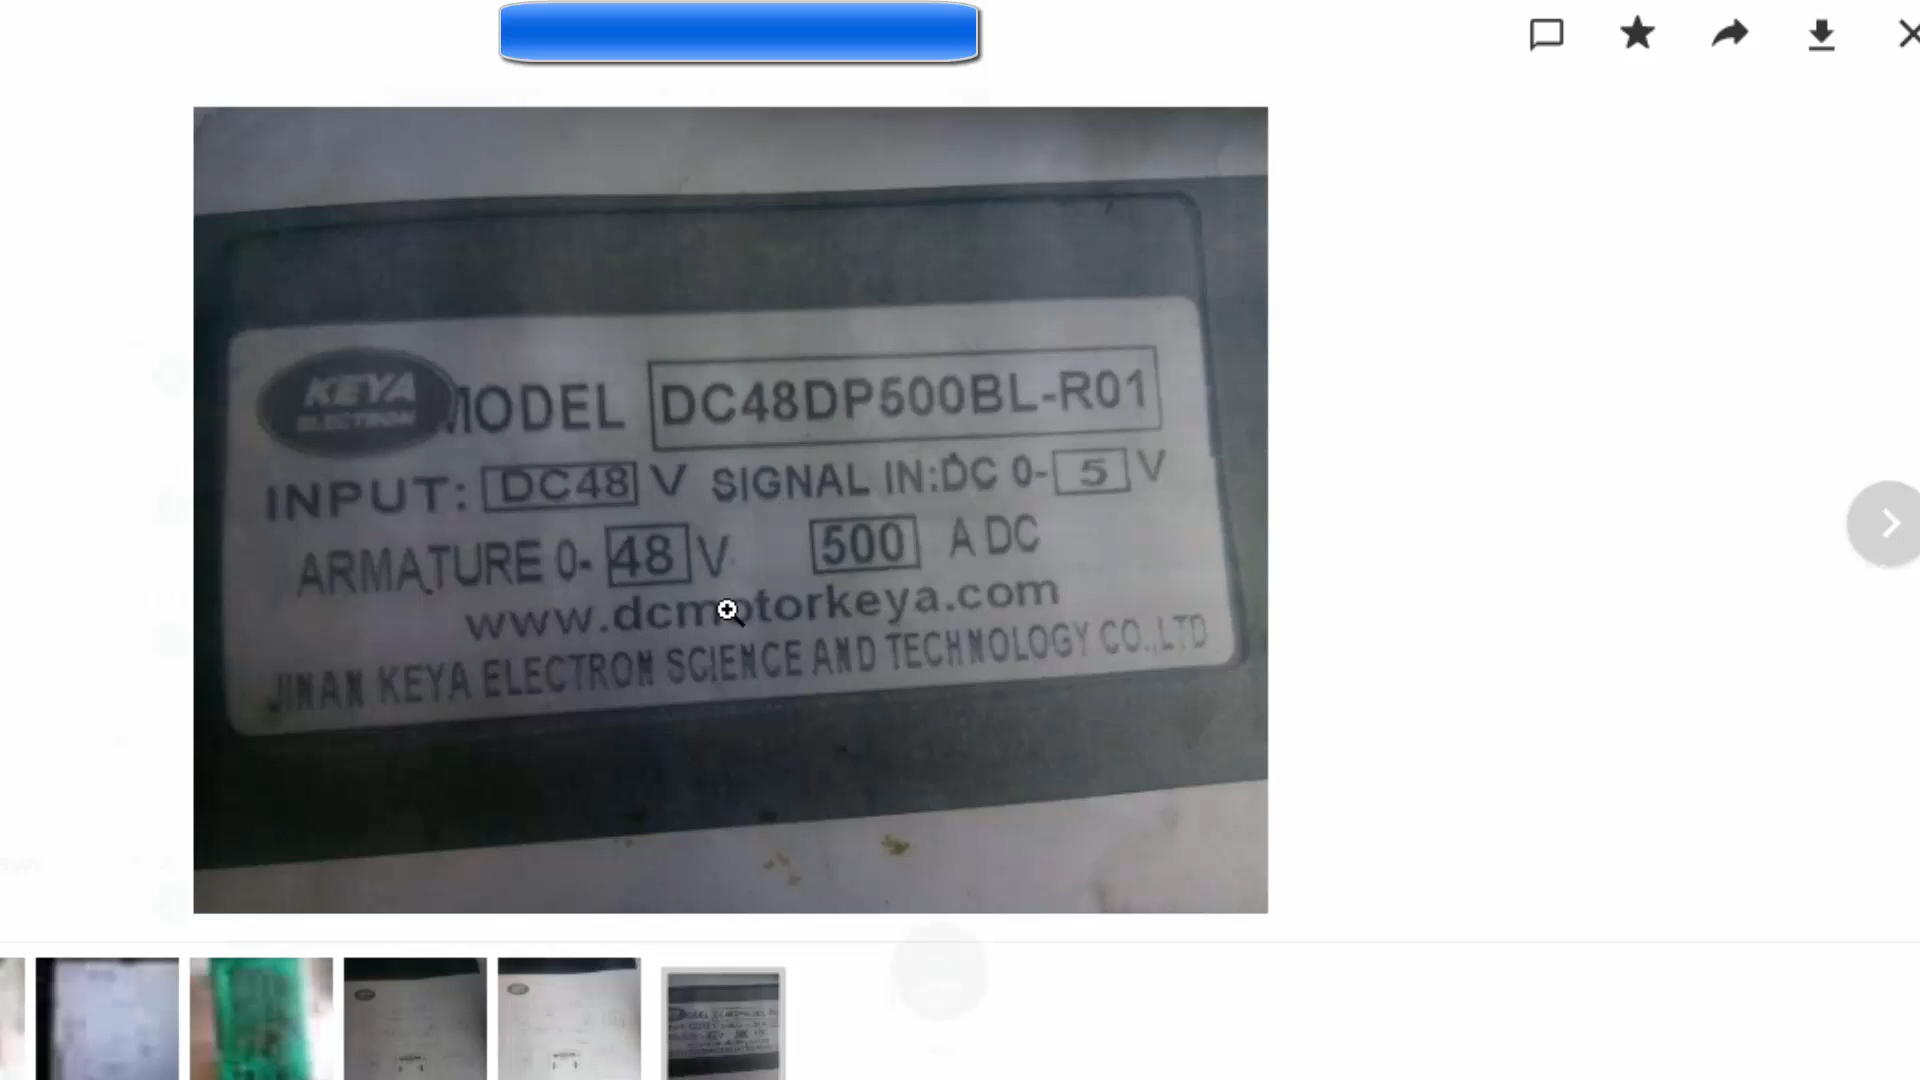 KEYA
ELECTRON
MODEL DC48DP500BL-R01
INPUT: DC48 V SIGNAL IN:DC 0- 5 V
ARMATURE 0- 48 V 500 A DC
www.dcmotorkeya.com
JINAN KEYA ELECTRON SCIENCE AND TECHNOLOGY CO.,LTD